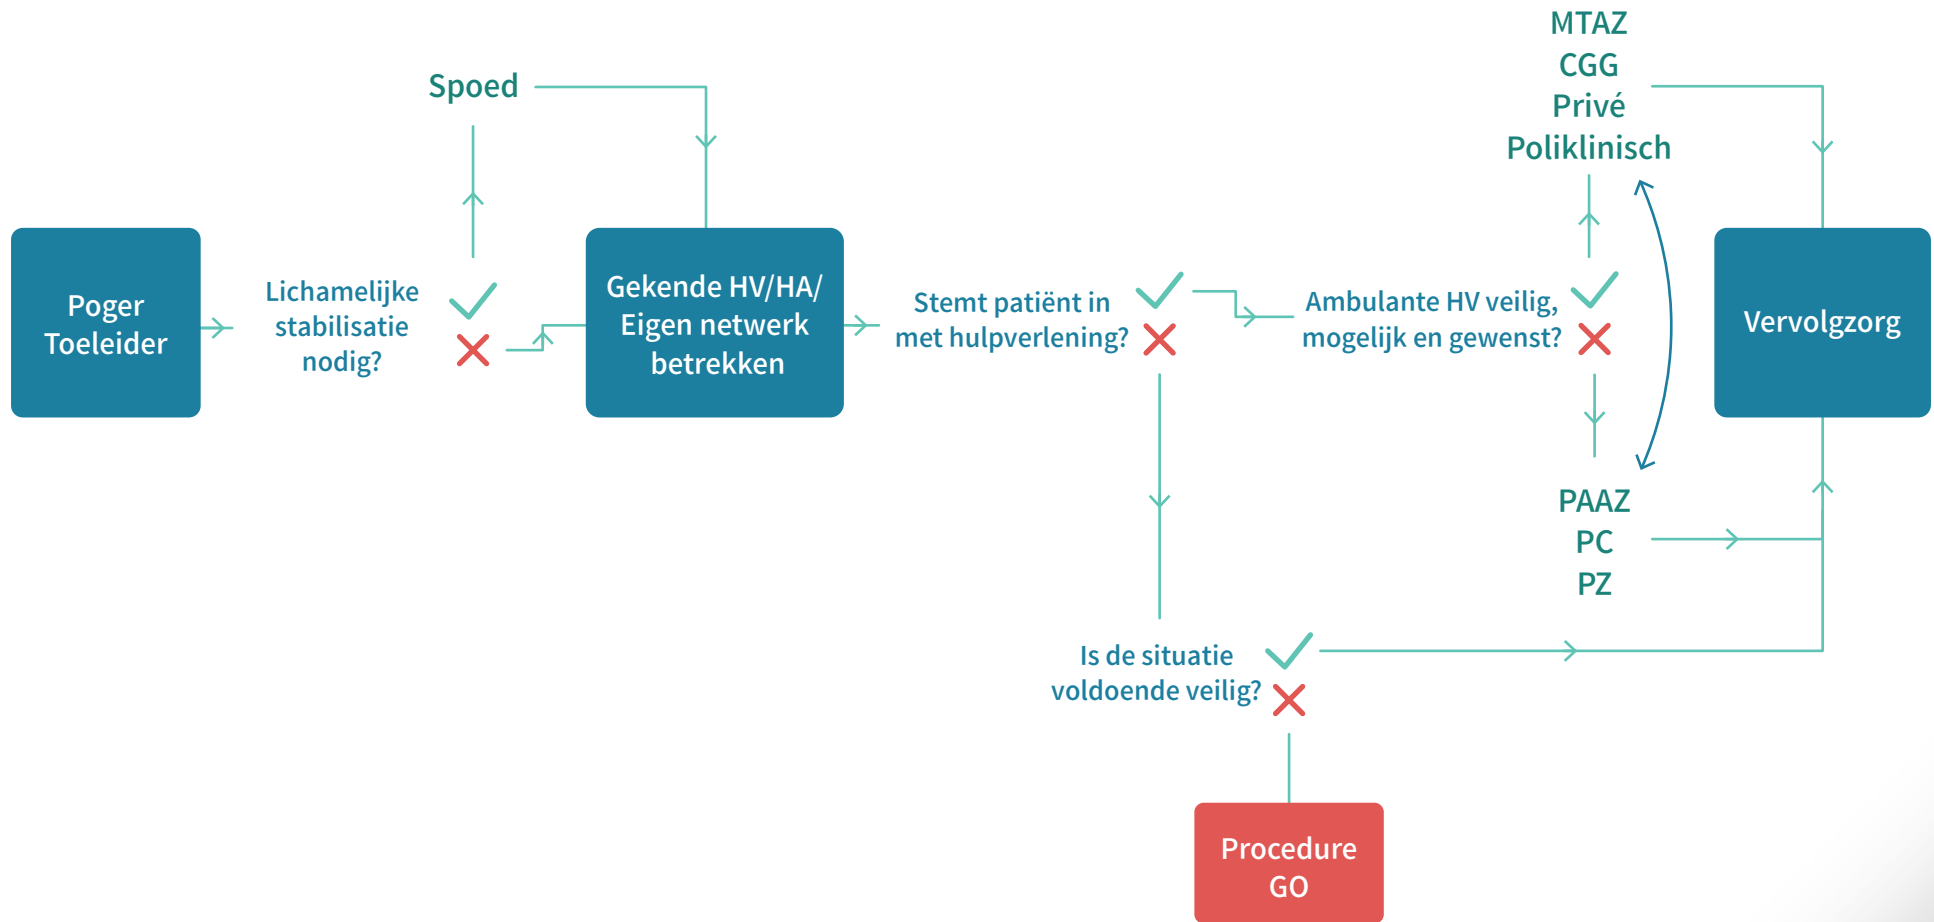 Poger
Toeleider
Lichamelijke
stabilisatie
nodig?
Spoed
Gekende HV/HA/
Eigen netwerk
betrekken
Stemt patiënt in
met hulpverlening?
Ambulante HV veilig,
mogelijk en gewenst?
MTAZ
CGG
Privé
Poliklinisch
PAAZ
PC
PZ
Vervolgzorg
Is de situatie
voldoende veilig?
Procedure
GO